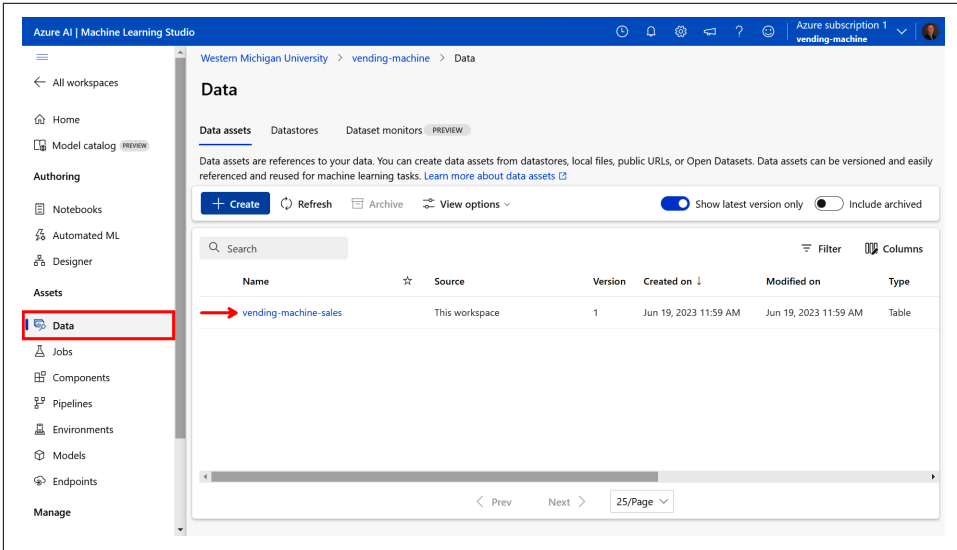 Azure AI | Machine Learning Studio
Azure subscription 1
vending-machine
All workspaces
Home
Model catalog PREVIEW
Authoring
Notebooks
Automated ML
Designer
Assets
Data
Jobs
Components
Pipelines
Environments
Models
Endpoints
Manage
Western Michigan University > vending-machine > Data
Data
Data assets Datastores Dataset monitors PREVIEW
Data assets are references to your data. You can create data assets from datastores, local files, public URLs, or Open Datasets. Data assets can be versioned and easily
referenced and reused for machine learning tasks. Learn more about data assets
Create Refresh Archive View options Show latest version only Include archived
Search Filter Columns
Name Source Version Created on ↓ Modified on Type
vending-machine-sales This workspace 1 Jun 19, 2023 11:59 AM Jun 19, 2023 11:59 AM Table
< Prev Next > 25/Page